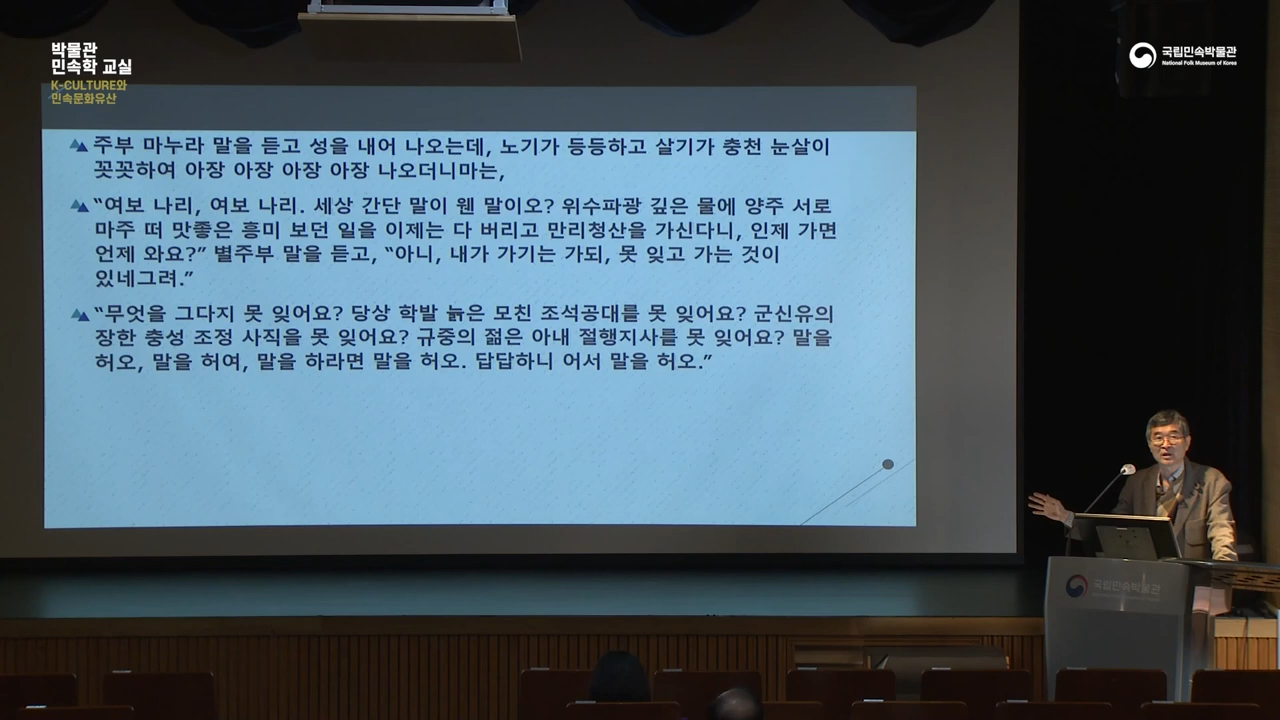 박물관
민속학 교실
K-CULTURE와
민속문화유산
국립민속박물관
National Folk Museum of Korea
주부 마누라 말을 듣고 성을 내어 나오는데, 노기가 등등하고 살기가 충천 눈살이
꼿꼿하여 아장 아장 아장 아장 나오더니마는,
“여보 나리, 여보 나리. 세상 간단 말이 웬 말이오? 위수파광 깊은 물에 양주 서로
마주 떠 맛좋은 흥미 보던 일을 이제는 다 버리고 만리청산을 가신다니, 인제 가면
언제 와요?” 별주부 말을 듣고, “아니, 내가 가기는 가되, 못 잊고 가는 것이
있네그려.”
“무엇을 그다지 못 잊어요? 당상 학발 늙은 모친 조석공대를 못 잊어요? 군신유의
장한 충성 조정 사직을 못 잊어요? 규중의 젊은 아내 절행지사를 못 잊어요? 말을
허오, 말을 허여, 말을 하라면 말을 허오. 답답하니 어서 말을 허오.”
국립민속박물관